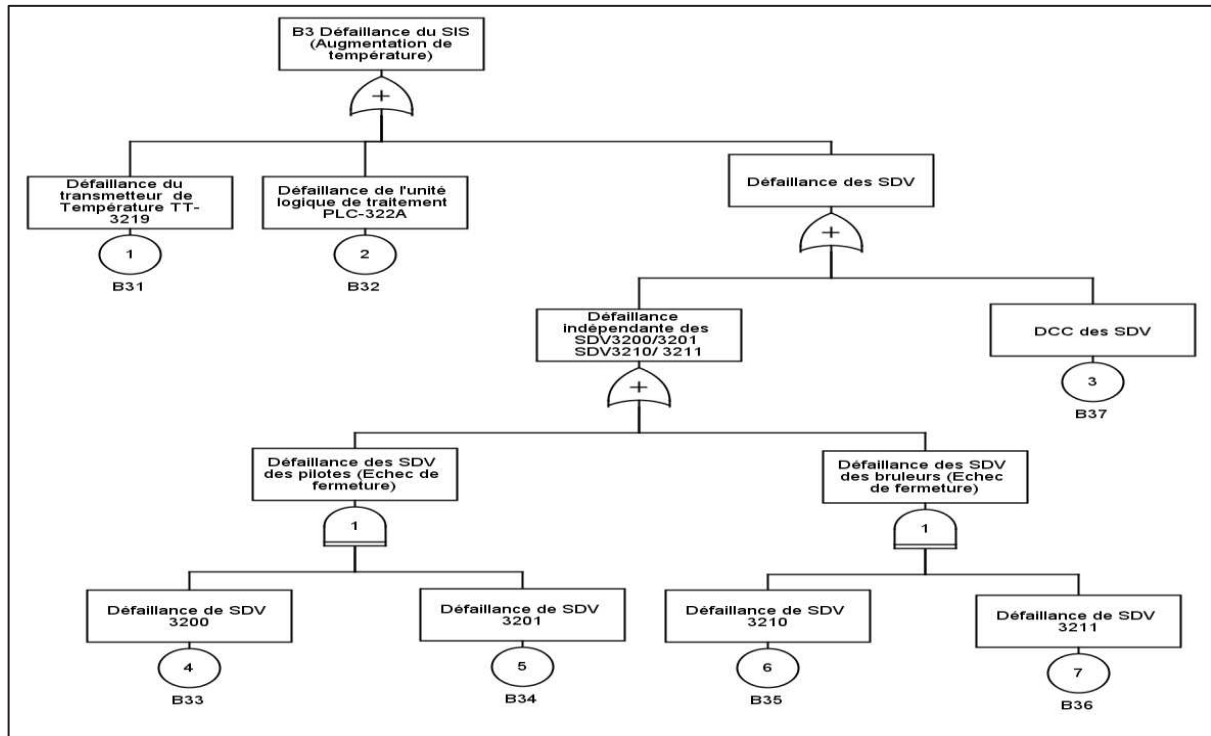 B3 Défaillance du SIS
(Augmentation de
température)
+
Défaillance du
transmetteur de
Température TT-
3219
1
B31
Défaillance de l'unité
logique de traitement
PLC-322A
2
B32
Défaillance des SDV
+
Défaillance
indépendante des
SDV3200/3201
SDV3210/ 3211
+
DCC des SDV
3
B37
Défaillance des SDV
des pilotes (Echec de
fermeture)
1
Défaillance des SDV
des bruleurs (Echec
de fermeture)
1
Défaillance de SDV
3200
4
B33
Défaillance de SDV
3201
5
B34
Défaillance de SDV
3210
6
B35
Défaillance de SDV
3211
7
B36